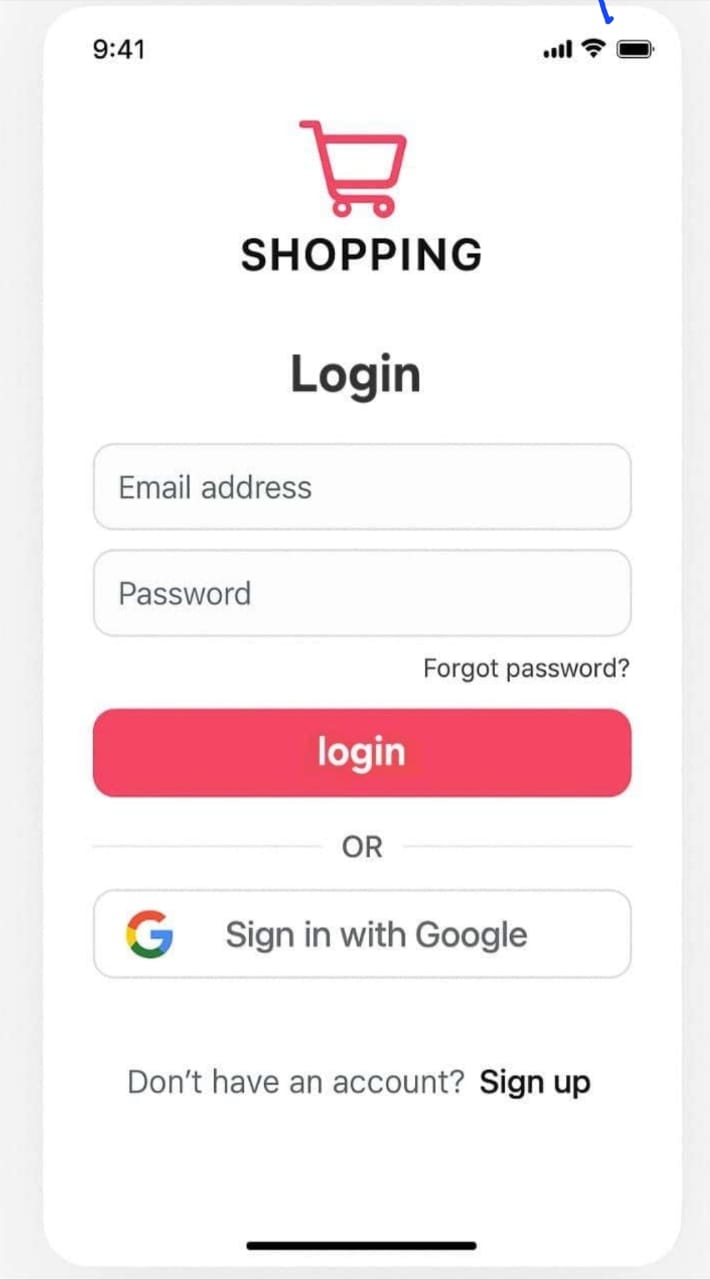 9:41
SHOPPING
Login
Email address
Password
Forgot password?
login
OR
Sign in with Google
Don’t have an account? Sign up